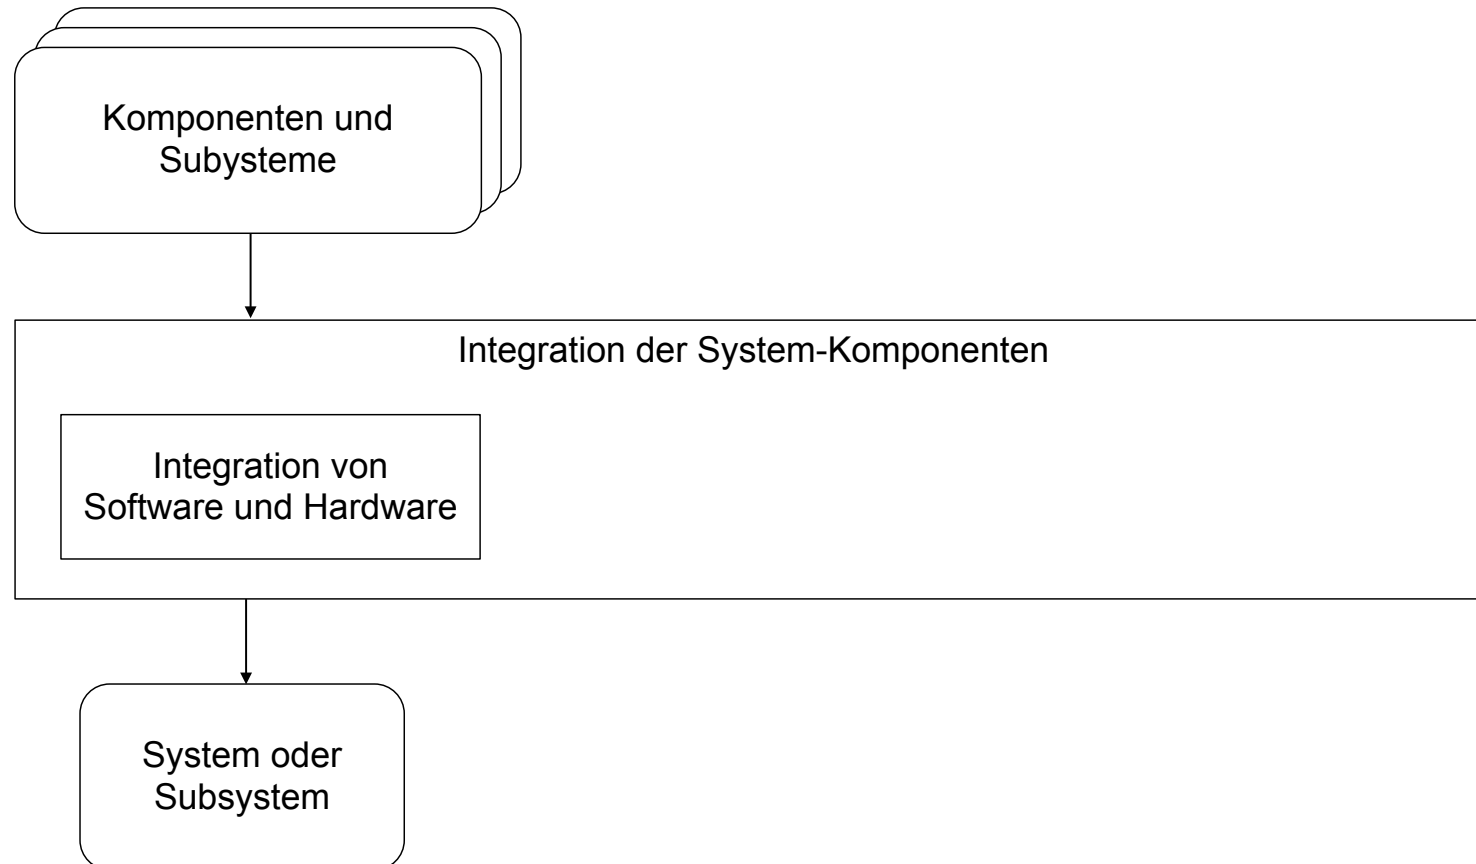 Komponenten und
Subysteme
Integration der System-Komponenten
Integration von
Software und Hardware
System oder
Subsystem